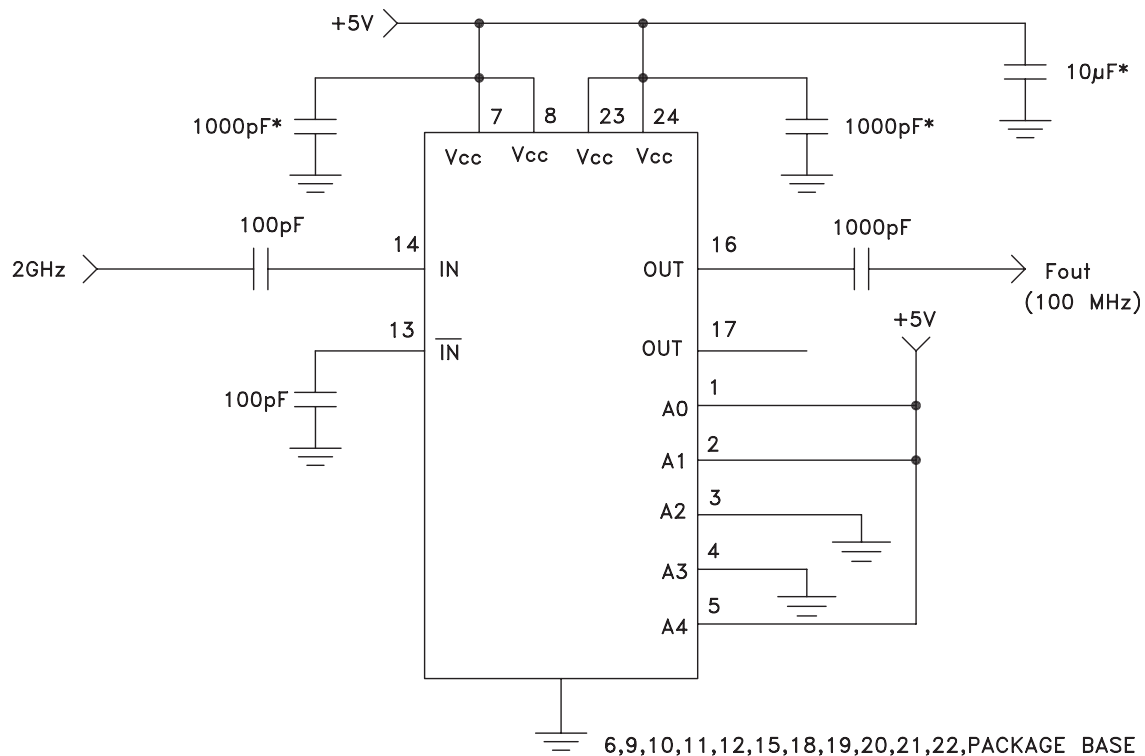 +5V
10µF*
1000pF*
7
8
23
24
1000pF*
Vcc
Vcc
Vcc
Vcc
100pF
1000pF
14
16
2GHz
IN
OUT
Fout
(100 MHz)
+5V
13
17
IN
OUT
100pF
1
A0
2
A1
3
A2
4
A3
5
A4
6,9,10,11,12,15,18,19,20,21,22,PACKAGE BASE